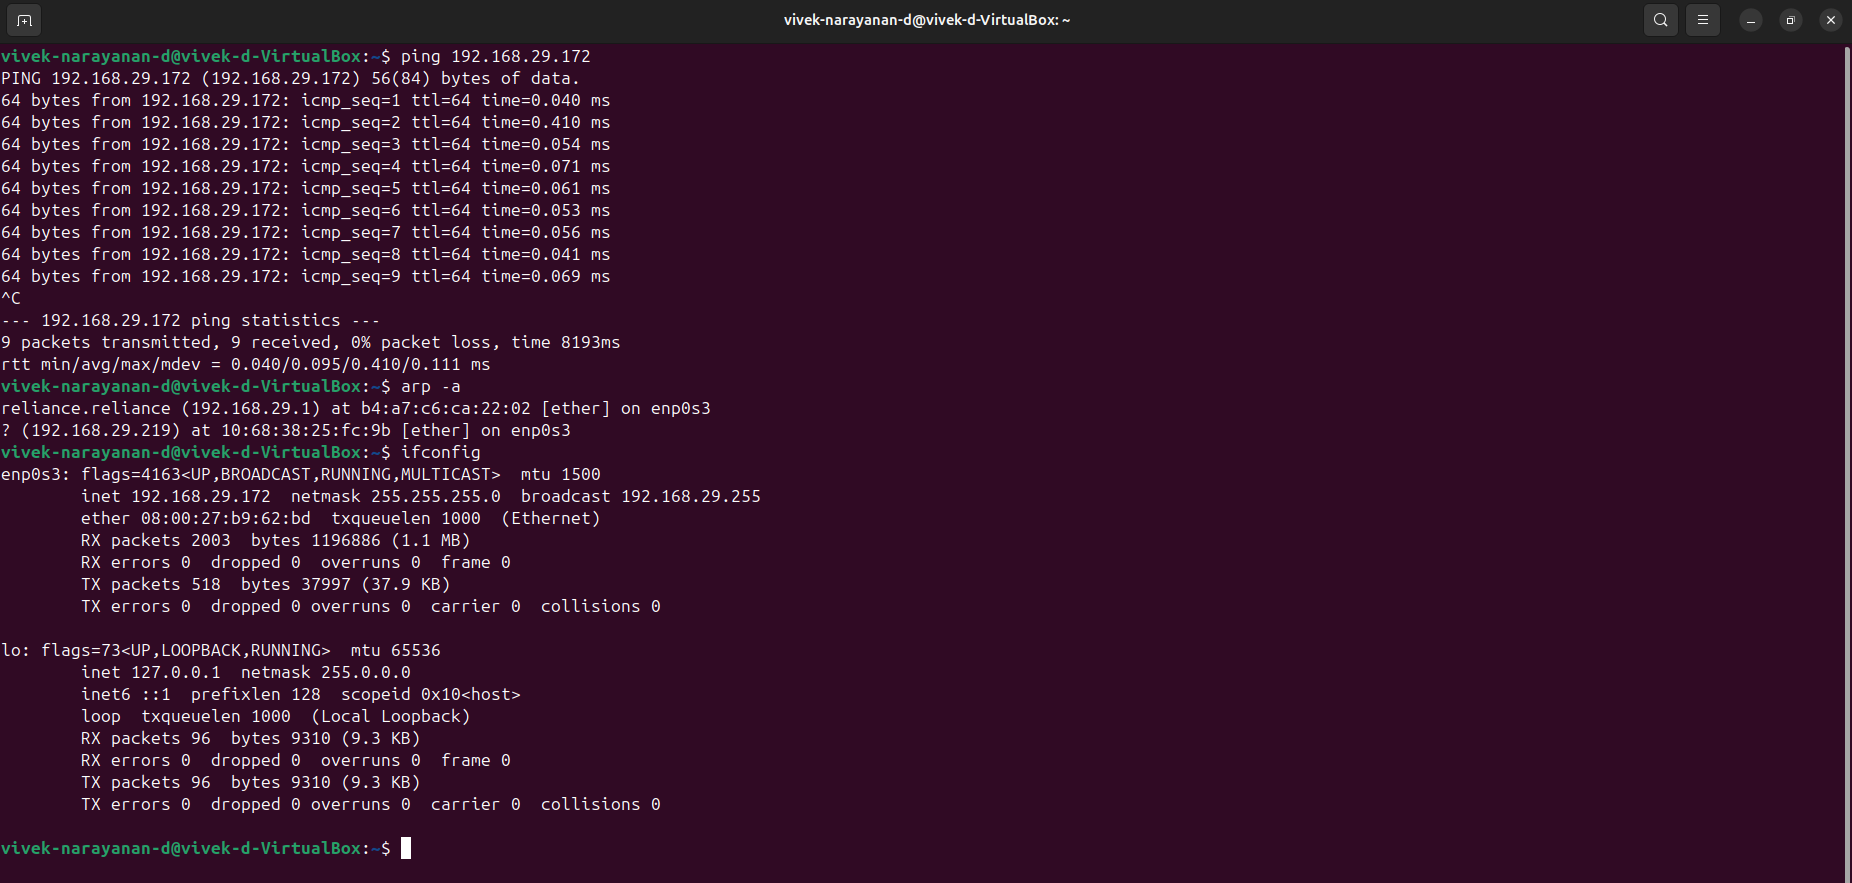 vivek-narayanan-d@vivek-d-VirtualBox: ~
vivek-narayanan-d@vivek-d-VirtualBox:~$ ping 192.168.29.172
PING 192.168.29.172 (192.168.29.172) 56(84) bytes of data.
64 bytes from 192.168.29.172: icmp_seq=1 ttl=64 time=0.040 ms
64 bytes from 192.168.29.172: icmp_seq=2 ttl=64 time=0.410 ms
64 bytes from 192.168.29.172: icmp_seq=3 ttl=64 time=0.054 ms
64 bytes from 192.168.29.172: icmp_seq=4 ttl=64 time=0.071 ms
64 bytes from 192.168.29.172: icmp_seq=5 ttl=64 time=0.061 ms
64 bytes from 192.168.29.172: icmp_seq=6 ttl=64 time=0.053 ms
64 bytes from 192.168.29.172: icmp_seq=7 ttl=64 time=0.056 ms
64 bytes from 192.168.29.172: icmp_seq=8 ttl=64 time=0.041 ms
64 bytes from 192.168.29.172: icmp_seq=9 ttl=64 time=0.069 ms
^C
--- 192.168.29.172 ping statistics ---
9 packets transmitted, 9 received, 0% packet loss, time 8193ms
rtt min/avg/max/mdev = 0.040/0.095/0.410/0.111 ms
vivek-narayanan-d@vivek-d-VirtualBox:~$ arp -a
reliance.reliance (192.168.29.1) at b4:a7:c6:ca:22:02 [ether] on enp0s3
? (192.168.29.219) at 10:68:38:25:fc:9b [ether] on enp0s3
vivek-narayanan-d@vivek-d-VirtualBox:~$ ifconfig
enp0s3: flags=4163<UP,BROADCAST,RUNNING,MULTICAST>  mtu 1500
        inet 192.168.29.172  netmask 255.255.255.0  broadcast 192.168.29.255
        ether 08:00:27:b9:62:bd  txqueuelen 1000  (Ethernet)
        RX packets 2003  bytes 1196886 (1.1 MB)
        RX errors 0  dropped 0  overruns 0  frame 0
        TX packets 518  bytes 37997 (37.9 KB)
        TX errors 0  dropped 0 overruns 0  carrier 0  collisions 0

lo: flags=73<UP,LOOPBACK,RUNNING>  mtu 65536
        inet 127.0.0.1  netmask 255.0.0.0
        inet6 ::1  prefixlen 128  scopeid 0x10<host>
        loop  txqueuelen 1000  (Local Loopback)
        RX packets 96  bytes 9310 (9.3 KB)
        RX errors 0  dropped 0  overruns 0  frame 0
        TX packets 96  bytes 9310 (9.3 KB)
        TX errors 0  dropped 0 overruns 0  carrier 0  collisions 0

vivek-narayanan-d@vivek-d-VirtualBox:~$